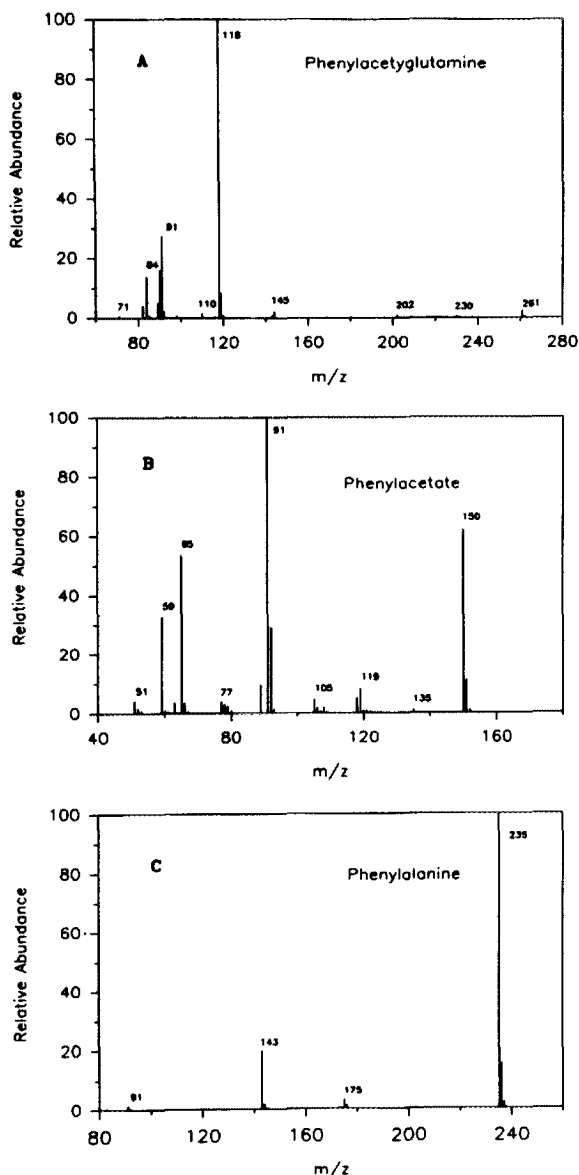 100
118
A
Phenylacetyglutamine
80
60
Relative Abundance
40
91
20
84
71
110
145
202
230
261
0
80 120 160 200 240 280
m/z
100
91
B
Phenylacetate
80
150
65
60
Relative Abundance
40
59
20
51
77
105
119
135
0
40 80 120 160
m/z
100
235
C
Phenylalanine
80
60
Relative Abundance
40
20
143
91
175
0
80 120 160 200 240
m/z